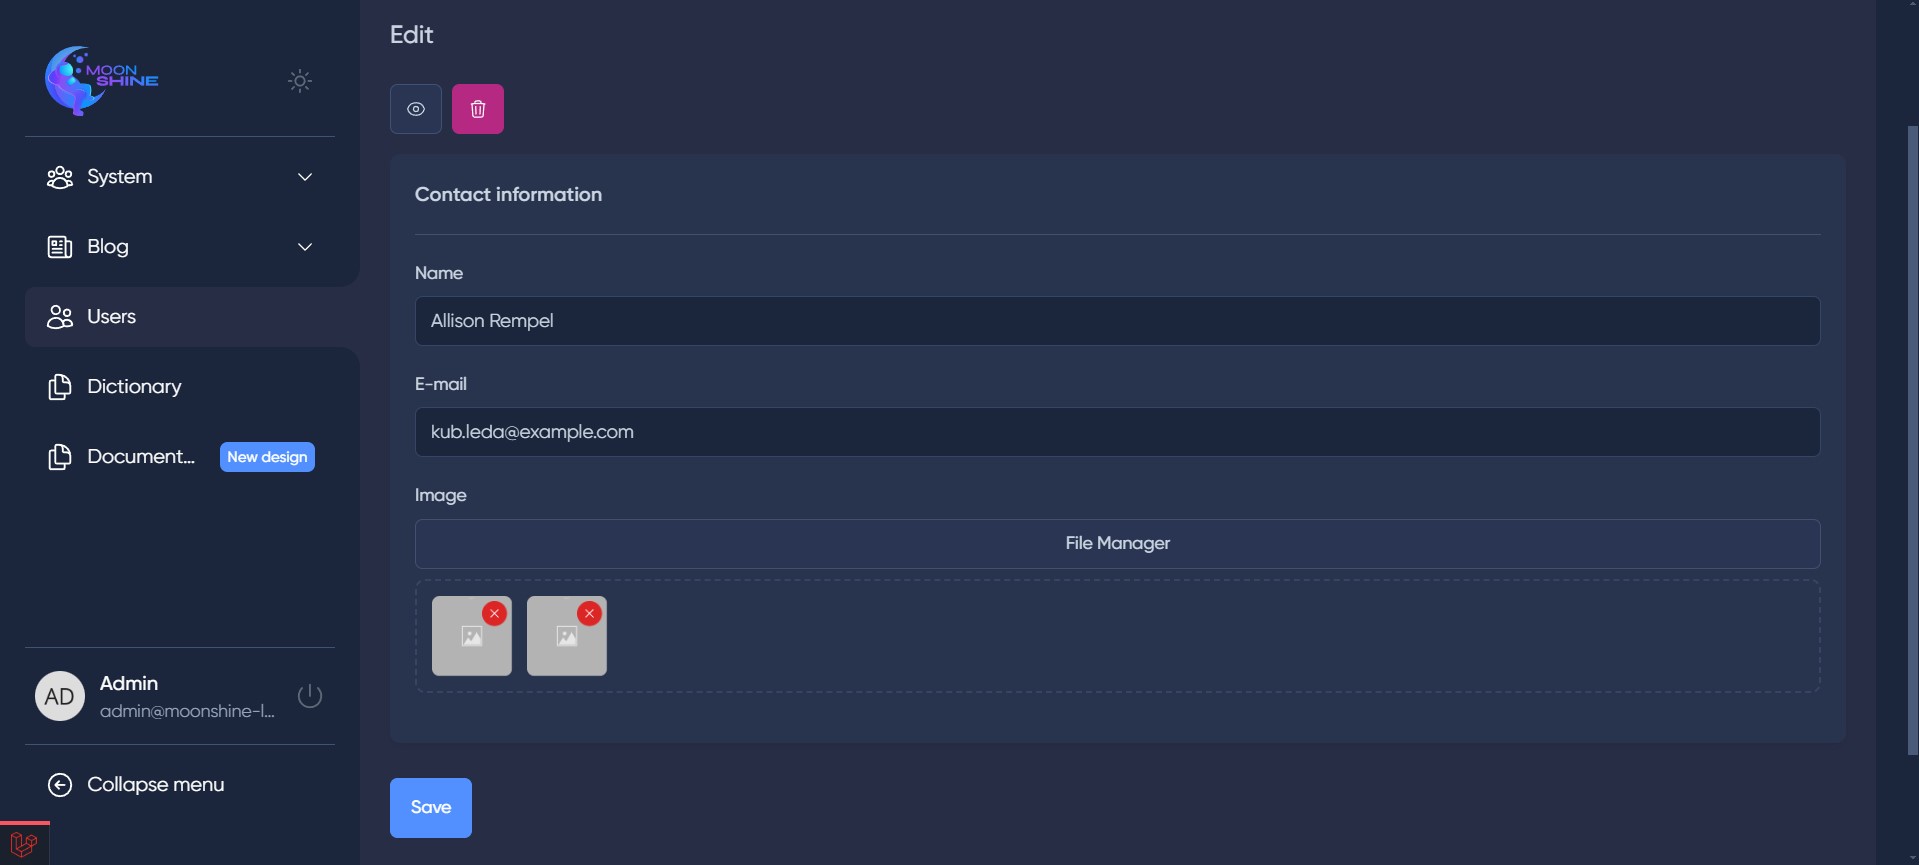 MOON
SHINE
System
Blog
Users
Dictionary
Document...
New design
AD
Admin
admin@moonshine-l...
Collapse menu
Edit
Contact information
Name
Allison Rempel
E-mail
kub.leda@example.com
Image
File Manager
Save